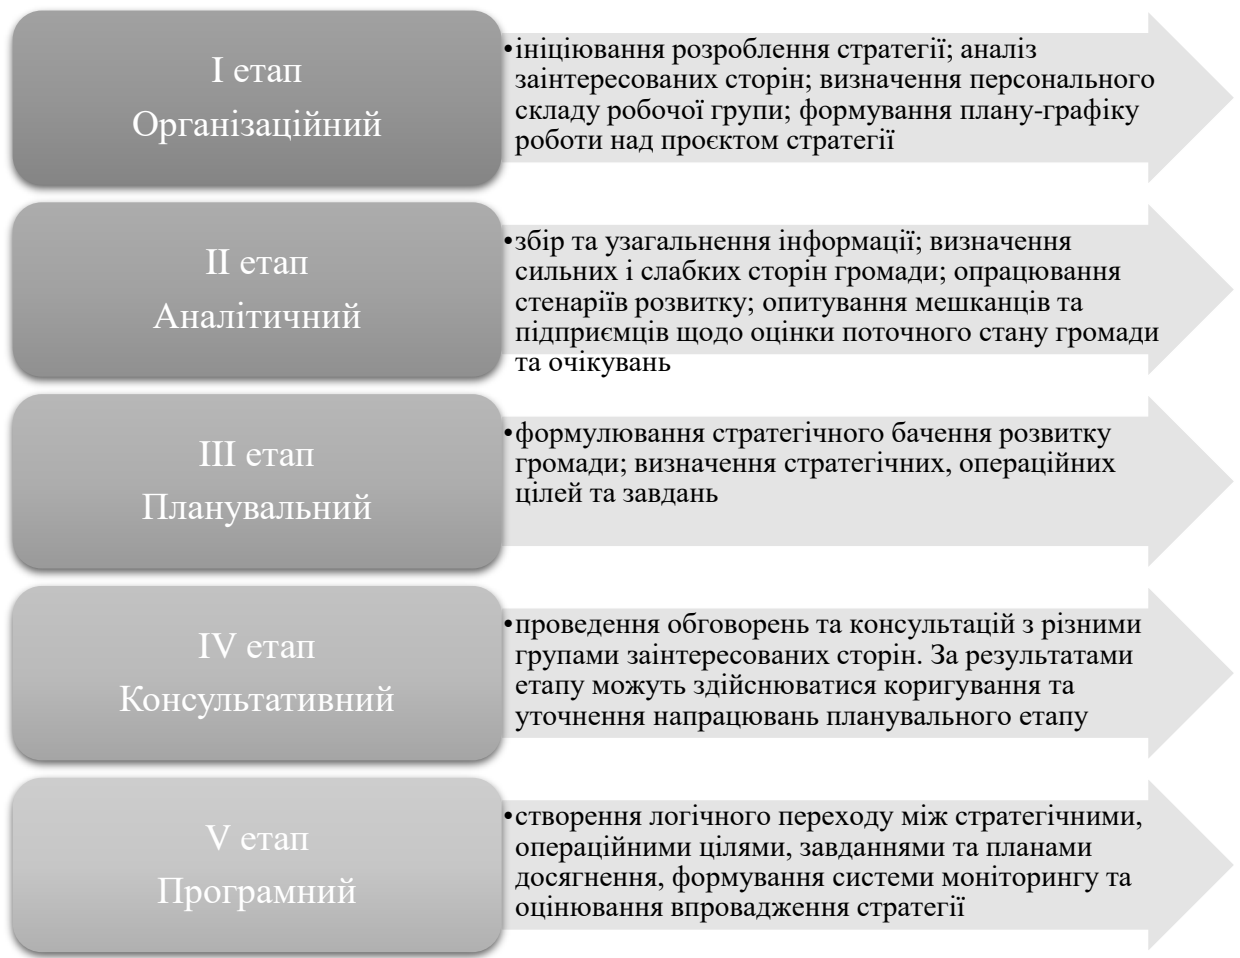 І етап
Організаційний
•ініціювання розроблення стратегії; аналіз
заінтересованих сторін; визначення персонального
складу робочої групи; формування плану-графіку
роботи над проєктом стратегії
ІІ етап
Аналітичний
•збір та узагальнення інформації; визначення
сильних і слабких сторін громади; опрацювання
стенаріїв розвитку; опитування мешканців та
підприємців щодо оцінки поточного стану громади
та очікувань
ІІІ етап
Планувальний
•формулювання стратегічного бачення розвитку
громади; визначення стратегічних, операційних
цілей та завдань
IV етап
Консультативний
•проведення обговорень та консультацій з різними
групами заінтересованих сторін. За результатами
етапу можуть здійснюватися коригування та
уточнення напрацювань планувального етапу
V етап
Програмний
•створення логічного переходу між стратегічними,
операційними цілями, завданнями та планами
досягнення, формування системи моніторингу та
оцінювання впровадження стратегії